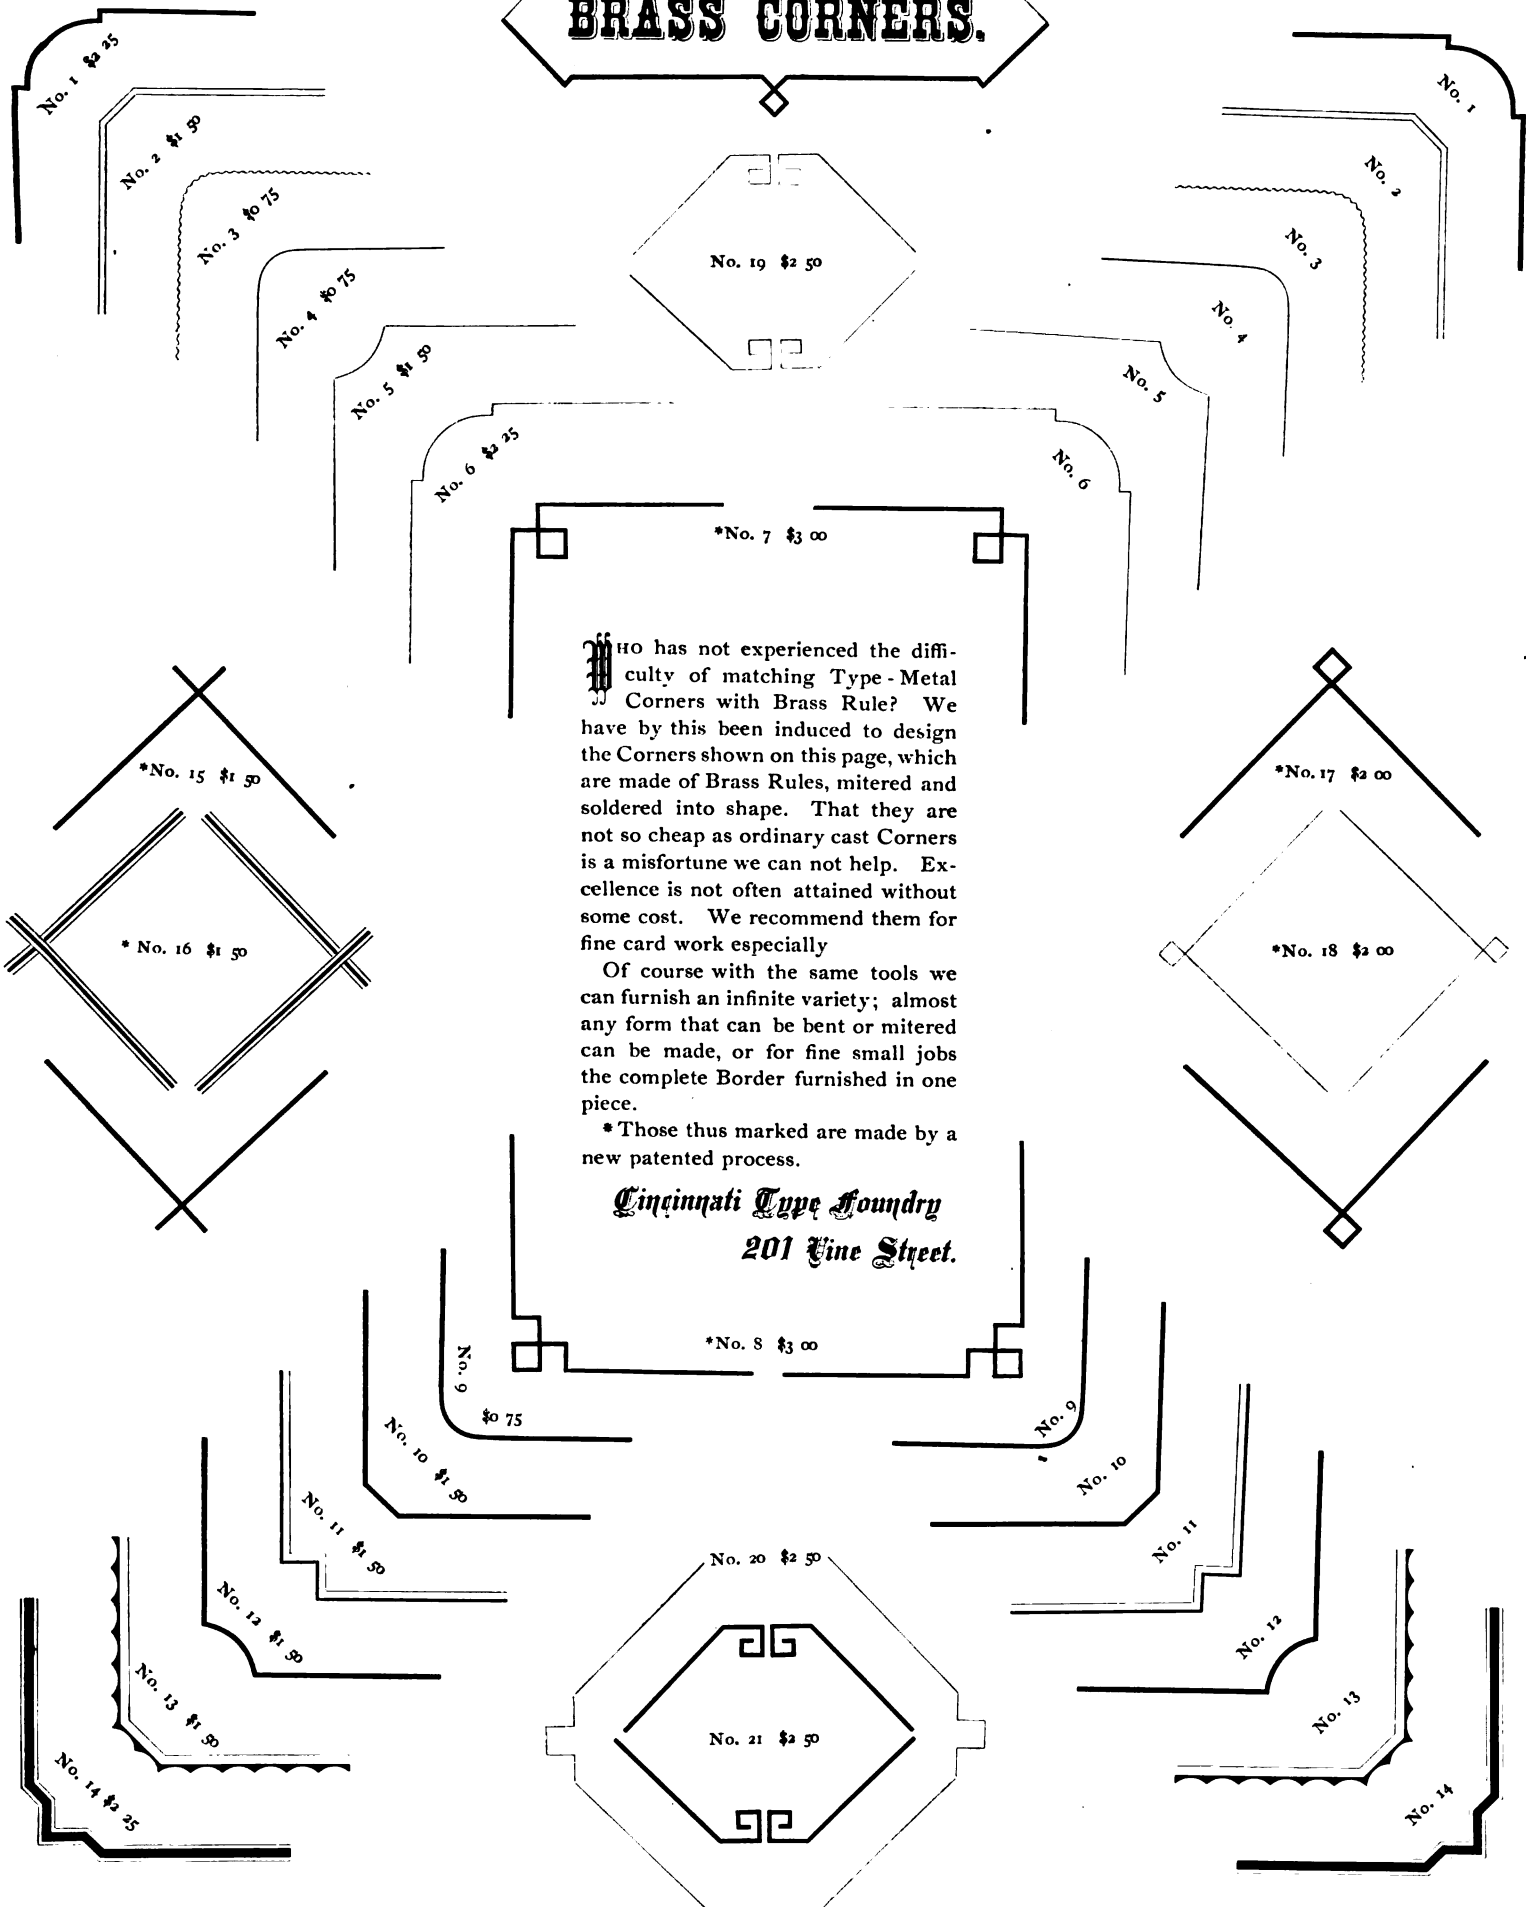 BRASS CORNERS.
No. 1 $2 25
No. 1
No. 2 $1 50
No. 2
No. 3 $0 75
No. 3
No. 19 $2 50
No. 4 $0 75
No. 4
No. 5 $1 50
No. 5
No. 6 $2 25
No. 6
*No. 7 $3 00
WHO has not experienced the diffi-
culty of matching Type-Metal
Corners with Brass Rule? We
have by this been induced to design
the Corners shown on this page, which
are made of Brass Rules, mitered and
soldered into shape. That they are
not so cheap as ordinary cast Corners
is a misfortune we can not help. Ex-
cellence is not often attained without
some cost. We recommend them for
fine card work especially
Of course with the same tools we
can furnish an infinite variety; almost
any form that can be bent or mitered
can be made, or for fine small jobs
the complete Border furnished in one
piece.
* Those thus marked are made by a
new patented process.
Cincinnati Type Foundry
201 Vine Street.
*No. 15 $1 50
*No. 17 $2 00
* No. 16 $1 50
*No. 18 $2 00
*No. 8 $3 00
No. 9 $0 75
No. 9
No. 10 $1 50
No. 10
No. 11 $1 50
No. 11
No. 20 $2 50
No. 12 $1 50
No. 12
No. 13 $1 50
No. 13
No. 21 $2 50
No. 14 $2 25
No. 14